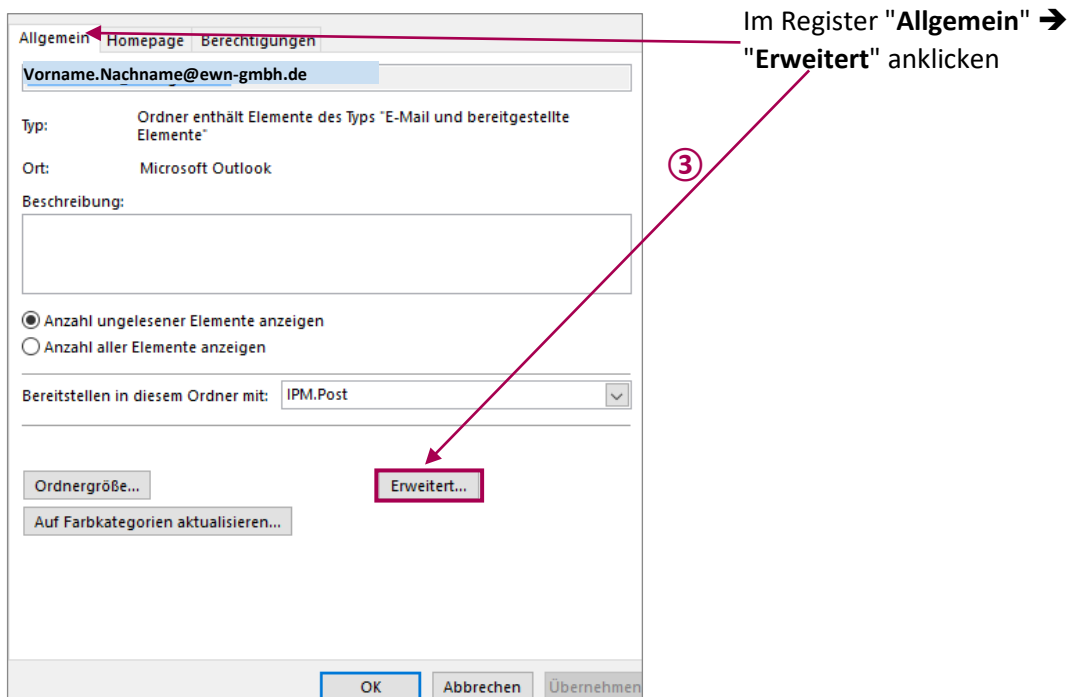 Im Register "Allgemein" ➔
"Erweitert" anklicken
③
Allgemein Homepage Berechtigungen
Vorname.Nachname@ewn-gmbh.de
Typ: Ordner enthält Elemente des Typs "E-Mail und bereitgestellte
Elemente"
Ort: Microsoft Outlook
Beschreibung:
Anzahl ungelesener Elemente anzeigen
Anzahl aller Elemente anzeigen
Bereitstellen in diesem Ordner mit: IPM.Post
Ordnergröße... Erweitert...
Auf Farbkategorien aktualisieren...
OK Abbrechen Übernehmen